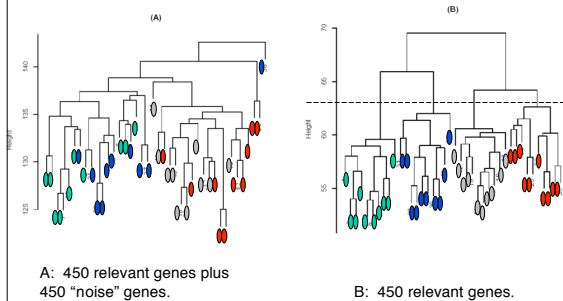 (A)
(B)
Height
140
135
130
125
Height
70
65
60
55
A: 450 relevant genes plus
450 “noise” genes.
B: 450 relevant genes.